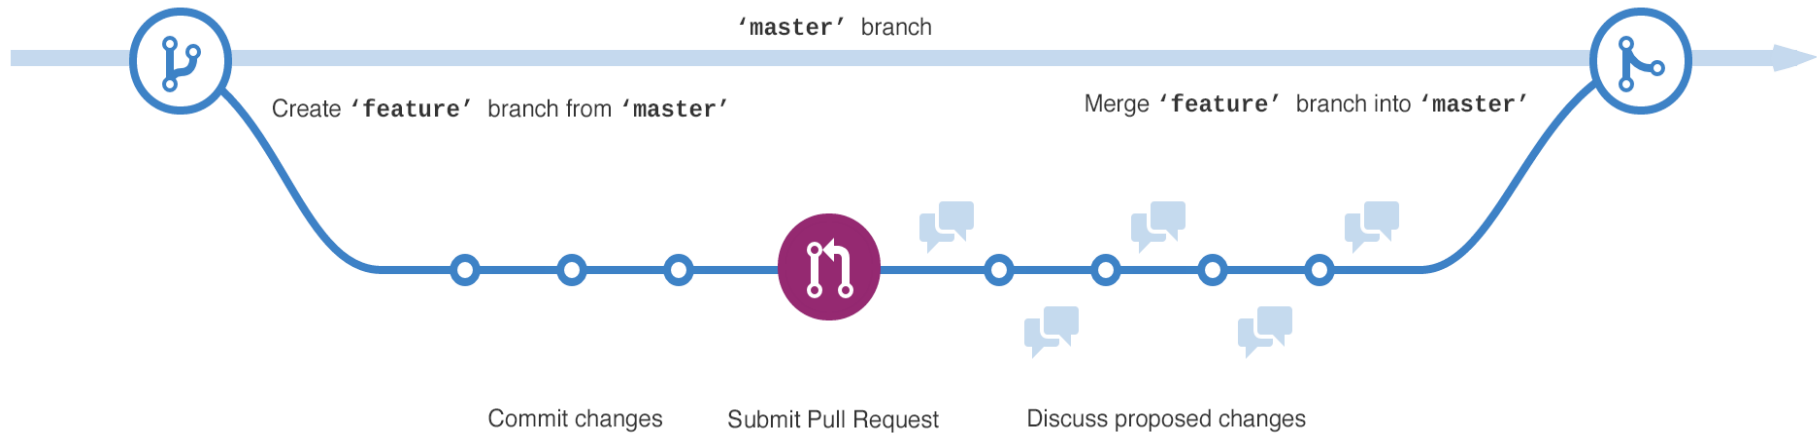 ‘master’ branch
Create ‘feature’ branch from ‘master’
Merge ‘feature’ branch into ‘master’
Commit changes
Submit Pull Request
Discuss proposed changes